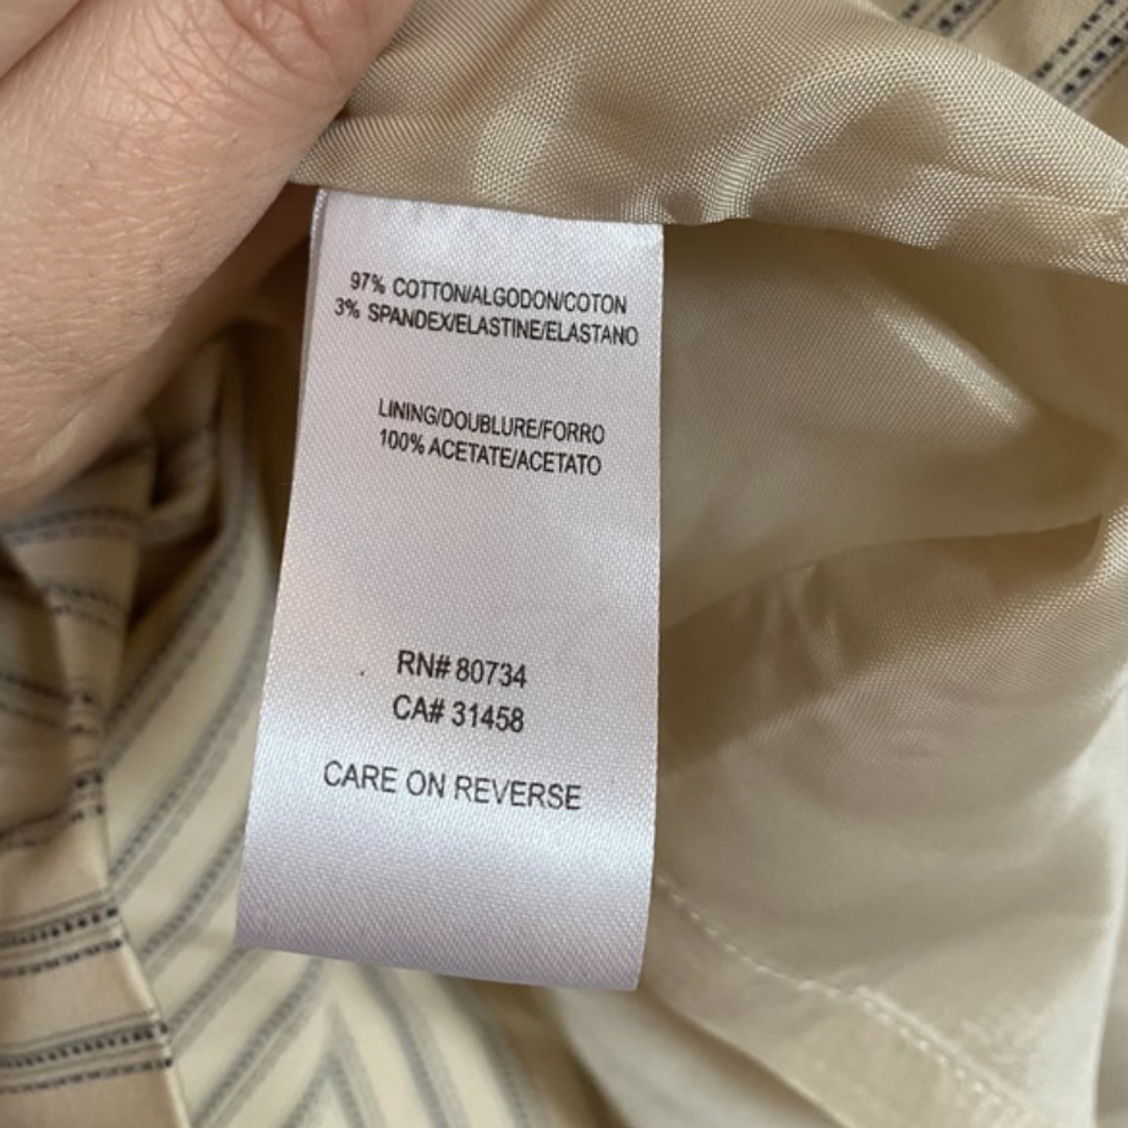 97% COTTON/ALGODON/COTON
3% SPANDEX/ELASTINE/ELASTANO
LINING/DOUBLURE/FORRO
100% ACETATE/ACETATO
RN# 80734
CA# 31458
CARE ON REVERSE